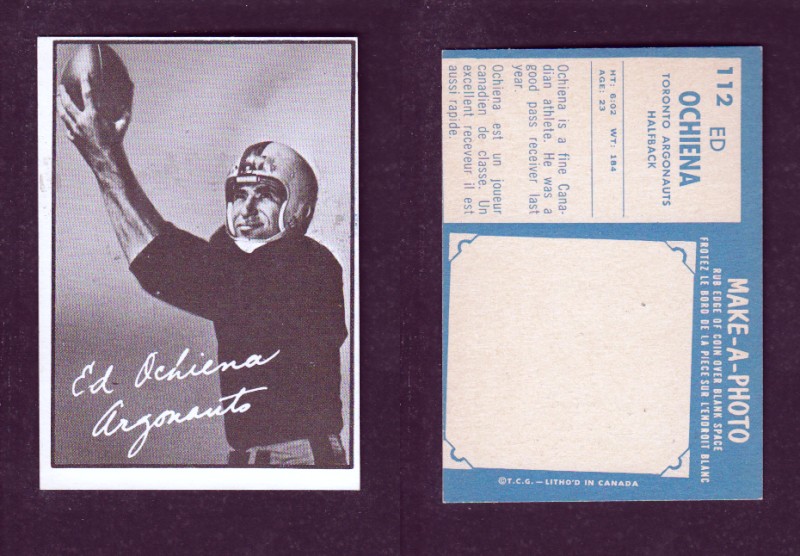 Ed Ochiena
Argonauts
112 ED
OCHIENA
TORONTO ARGONAUTS
HALFBACK
HT: 6:02 WT: 184
AGE: 23
Ochiena is a fine Cana-
dian athlete. He was a
good pass receiver last
year.
Ochiena est un joueur
canadien de classe. Un
excellent receveur il est
aussi rapide.
MAKE-A-PHOTO
RUB EDGE OF COIN OVER BLANK SPACE
FROTEZ LE BORD DE LA PIECE SUR L'ENDROIT BLANC
©T.C.G.—LITHO'D IN CANADA